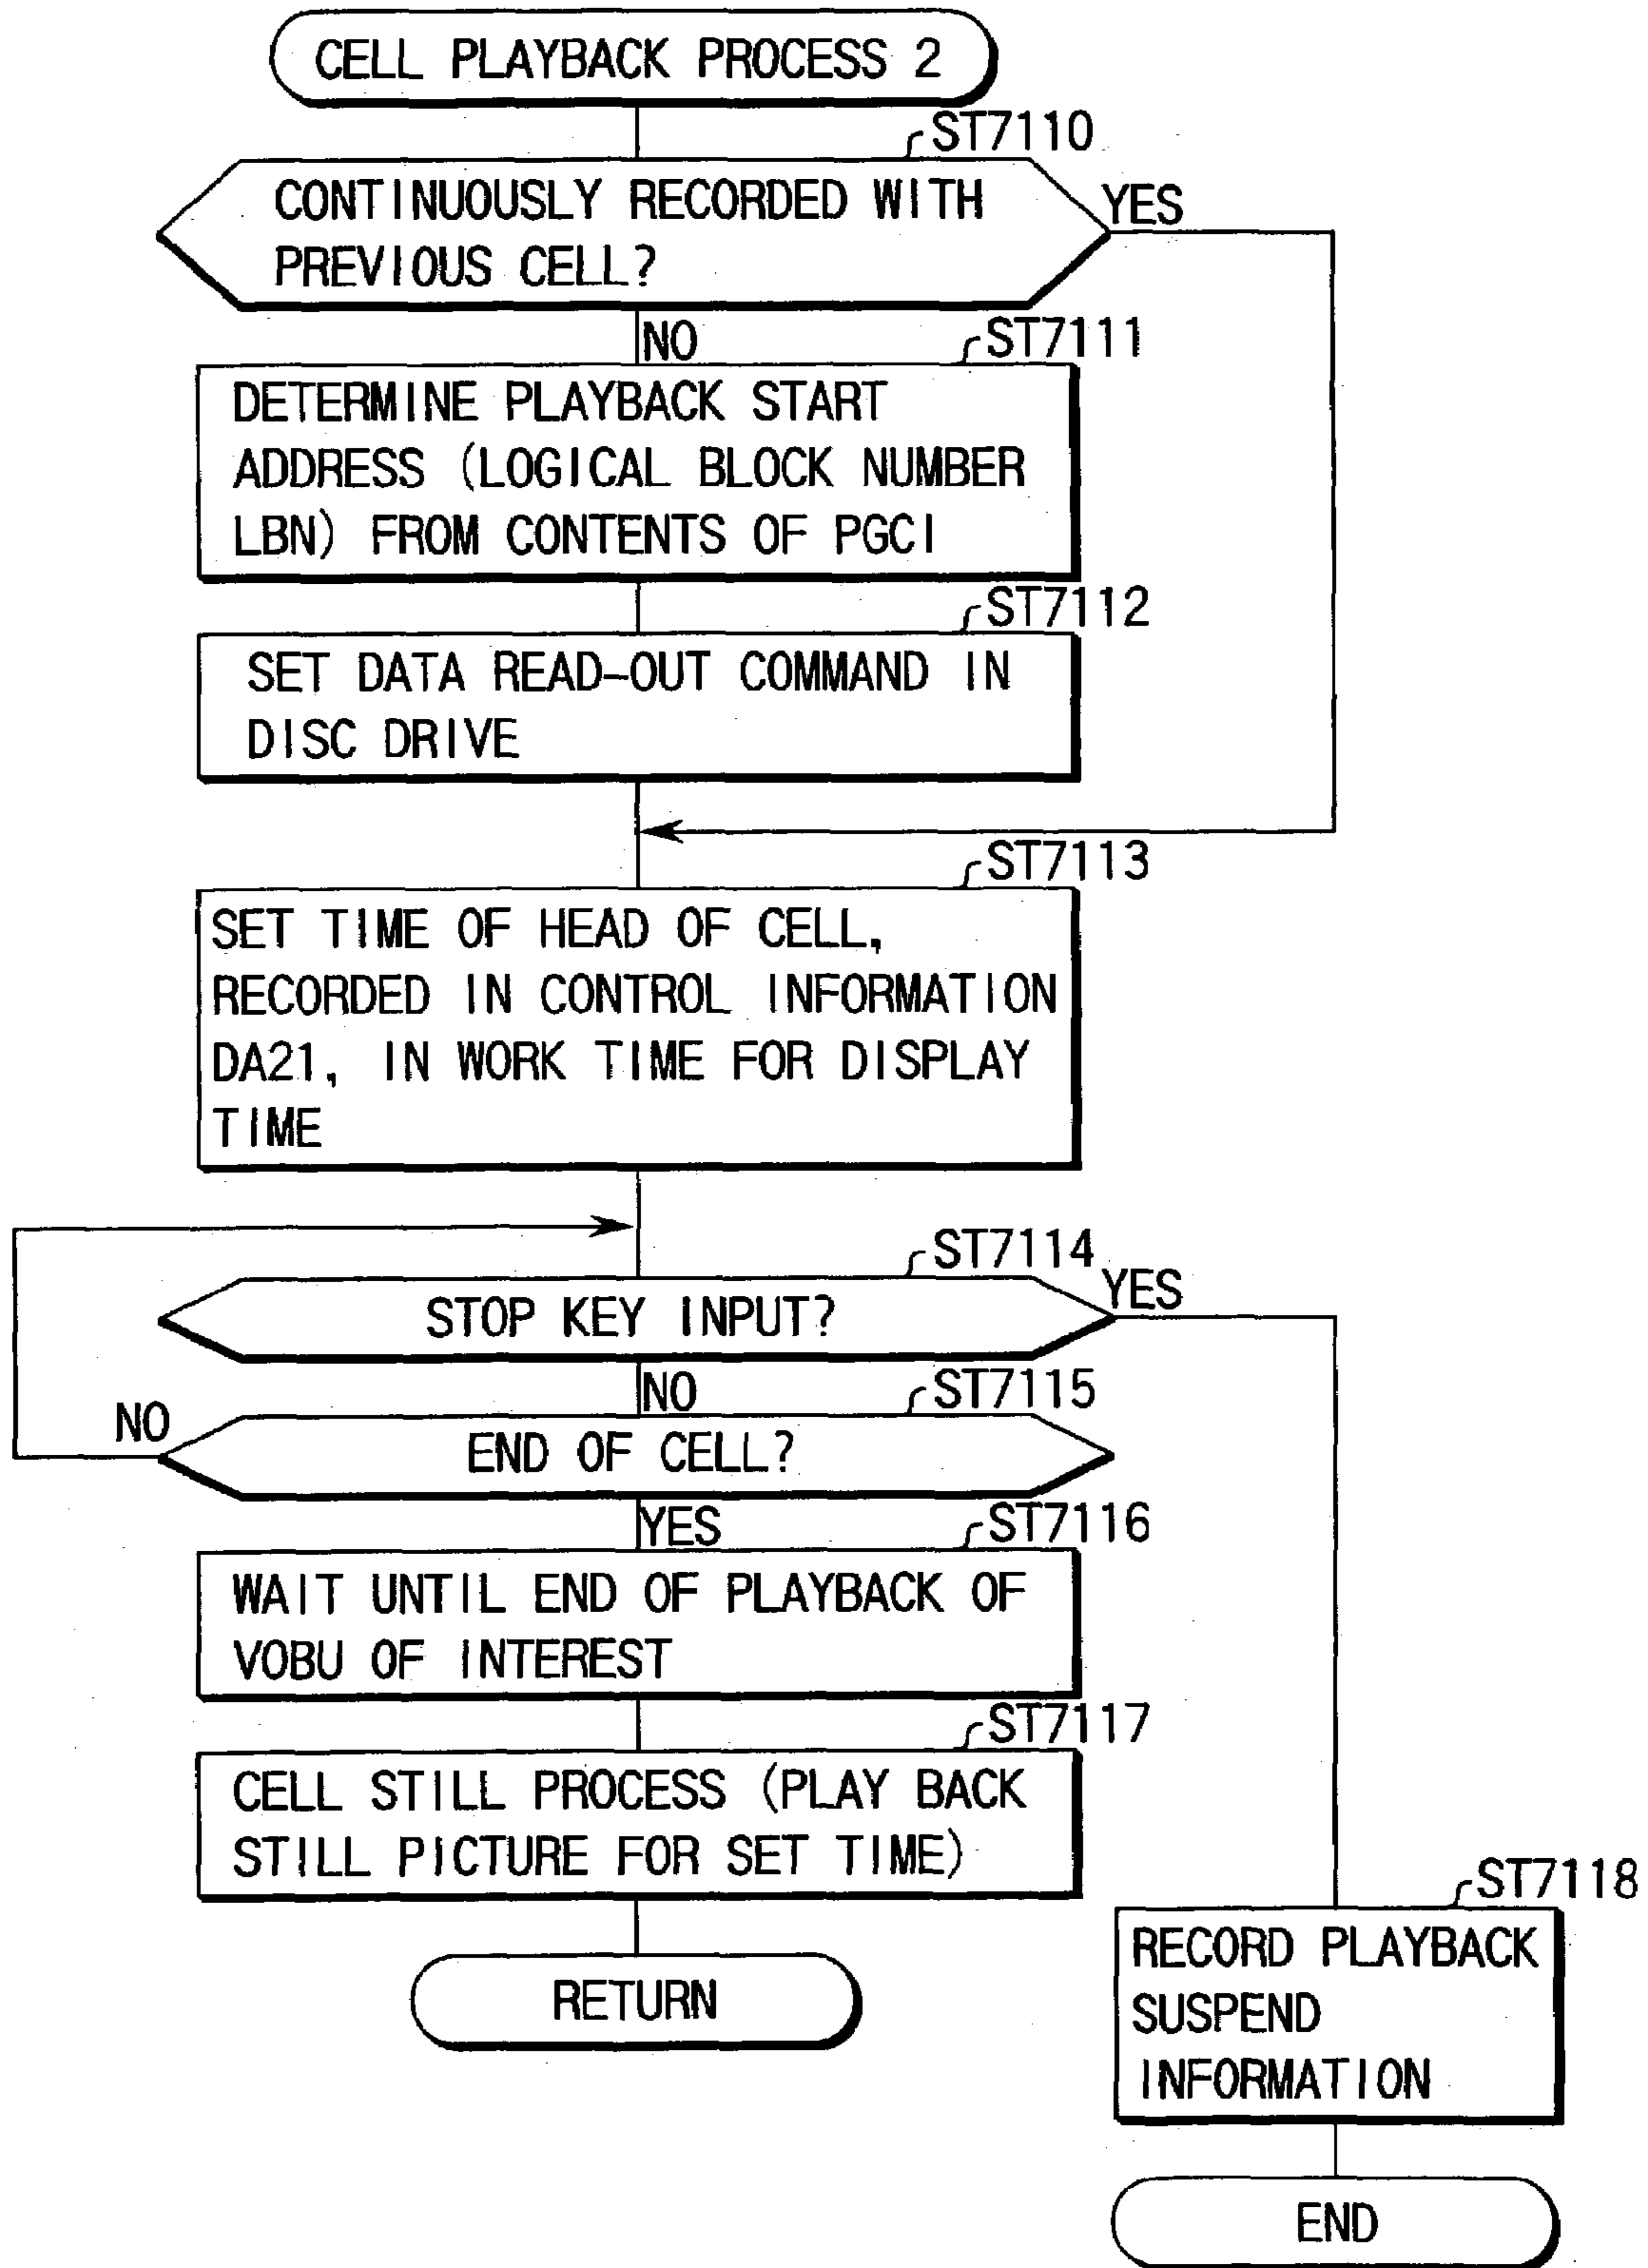 CELL PLAYBACK PROCESS 2
ST7110
CONTINUOUSLY RECORDED WITH
PREVIOUS CELL?
YES
NO
ST7111
DETERMINE PLAYBACK START
ADDRESS (LOGICAL BLOCK NUMBER
LBN) FROM CONTENTS OF PGCI
ST7112
SET DATA READ-OUT COMMAND IN
DISC DRIVE
ST7113
SET TIME OF HEAD OF CELL,
RECORDED IN CONTROL INFORMATION
DA21, IN WORK TIME FOR DISPLAY
TIME
ST7114
STOP KEY INPUT?
YES
NO
ST7115
NO
END OF CELL?
YES
ST7116
WAIT UNTIL END OF PLAYBACK OF
VOBU OF INTEREST
ST7117
CELL STILL PROCESS (PLAY BACK
STILL PICTURE FOR SET TIME)
RETURN
ST7118
RECORD PLAYBACK
SUSPEND
INFORMATION
END